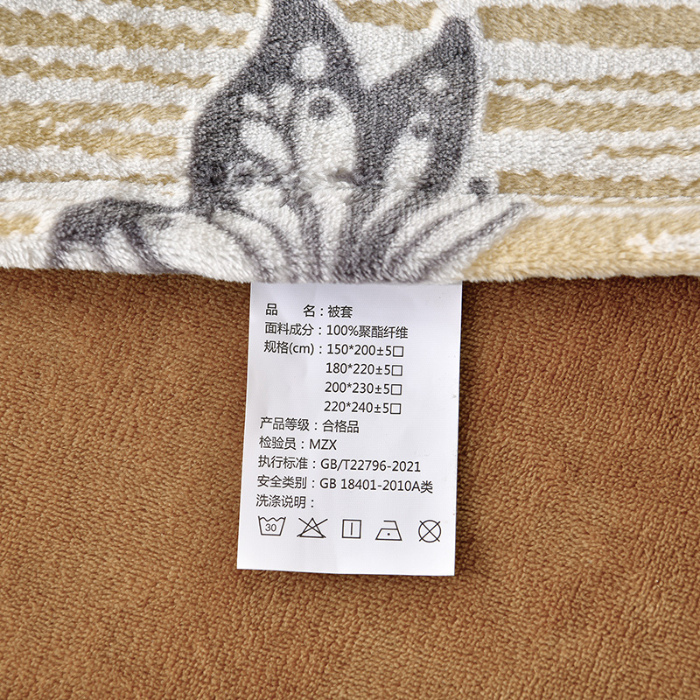 品 名：被套
面料成分：100%聚酯纤维
规格(cm)：150*200±5□
180*220±5□
200*230±5□
220*240±5□
产品等级：合格品
检验员：MZX
执行标准：GB/T22796-2021
安全类别：GB 18401-2010A类
洗涤说明：
30